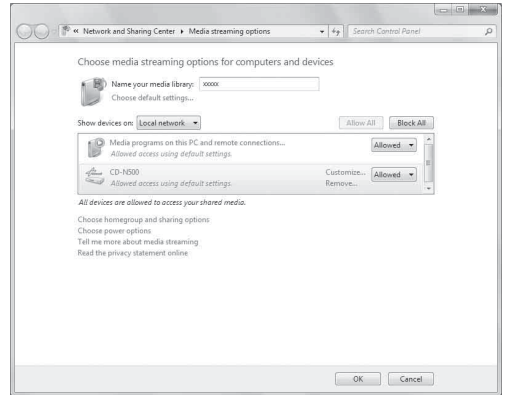 « Network and Sharing Center ▸ Media streaming options
Search Control Panel
Choose media streaming options for computers and devices
Name your media library: xxxxx
Choose default settings...
Show devices on: Local network
Allow All Block All
Media programs on this PC and remote connections...
Allowed access using default settings.
Allowed
CD-N500
Allowed access using default settings.
Customize...
Remove...
Allowed
All devices are allowed to access your shared media.
Choose homegroup and sharing options
Choose power options
Tell me more about media streaming
Read the privacy statement online
OK Cancel